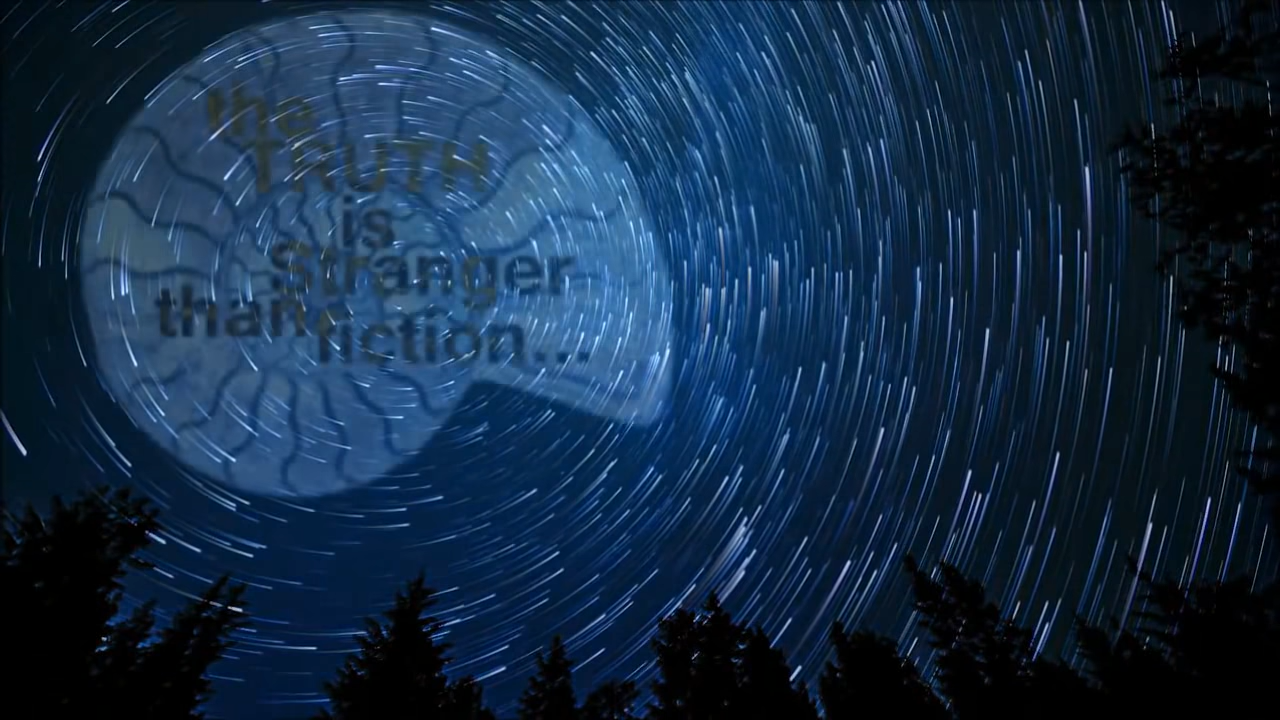 the
TRUTH
is
Stranger
than
fiction...